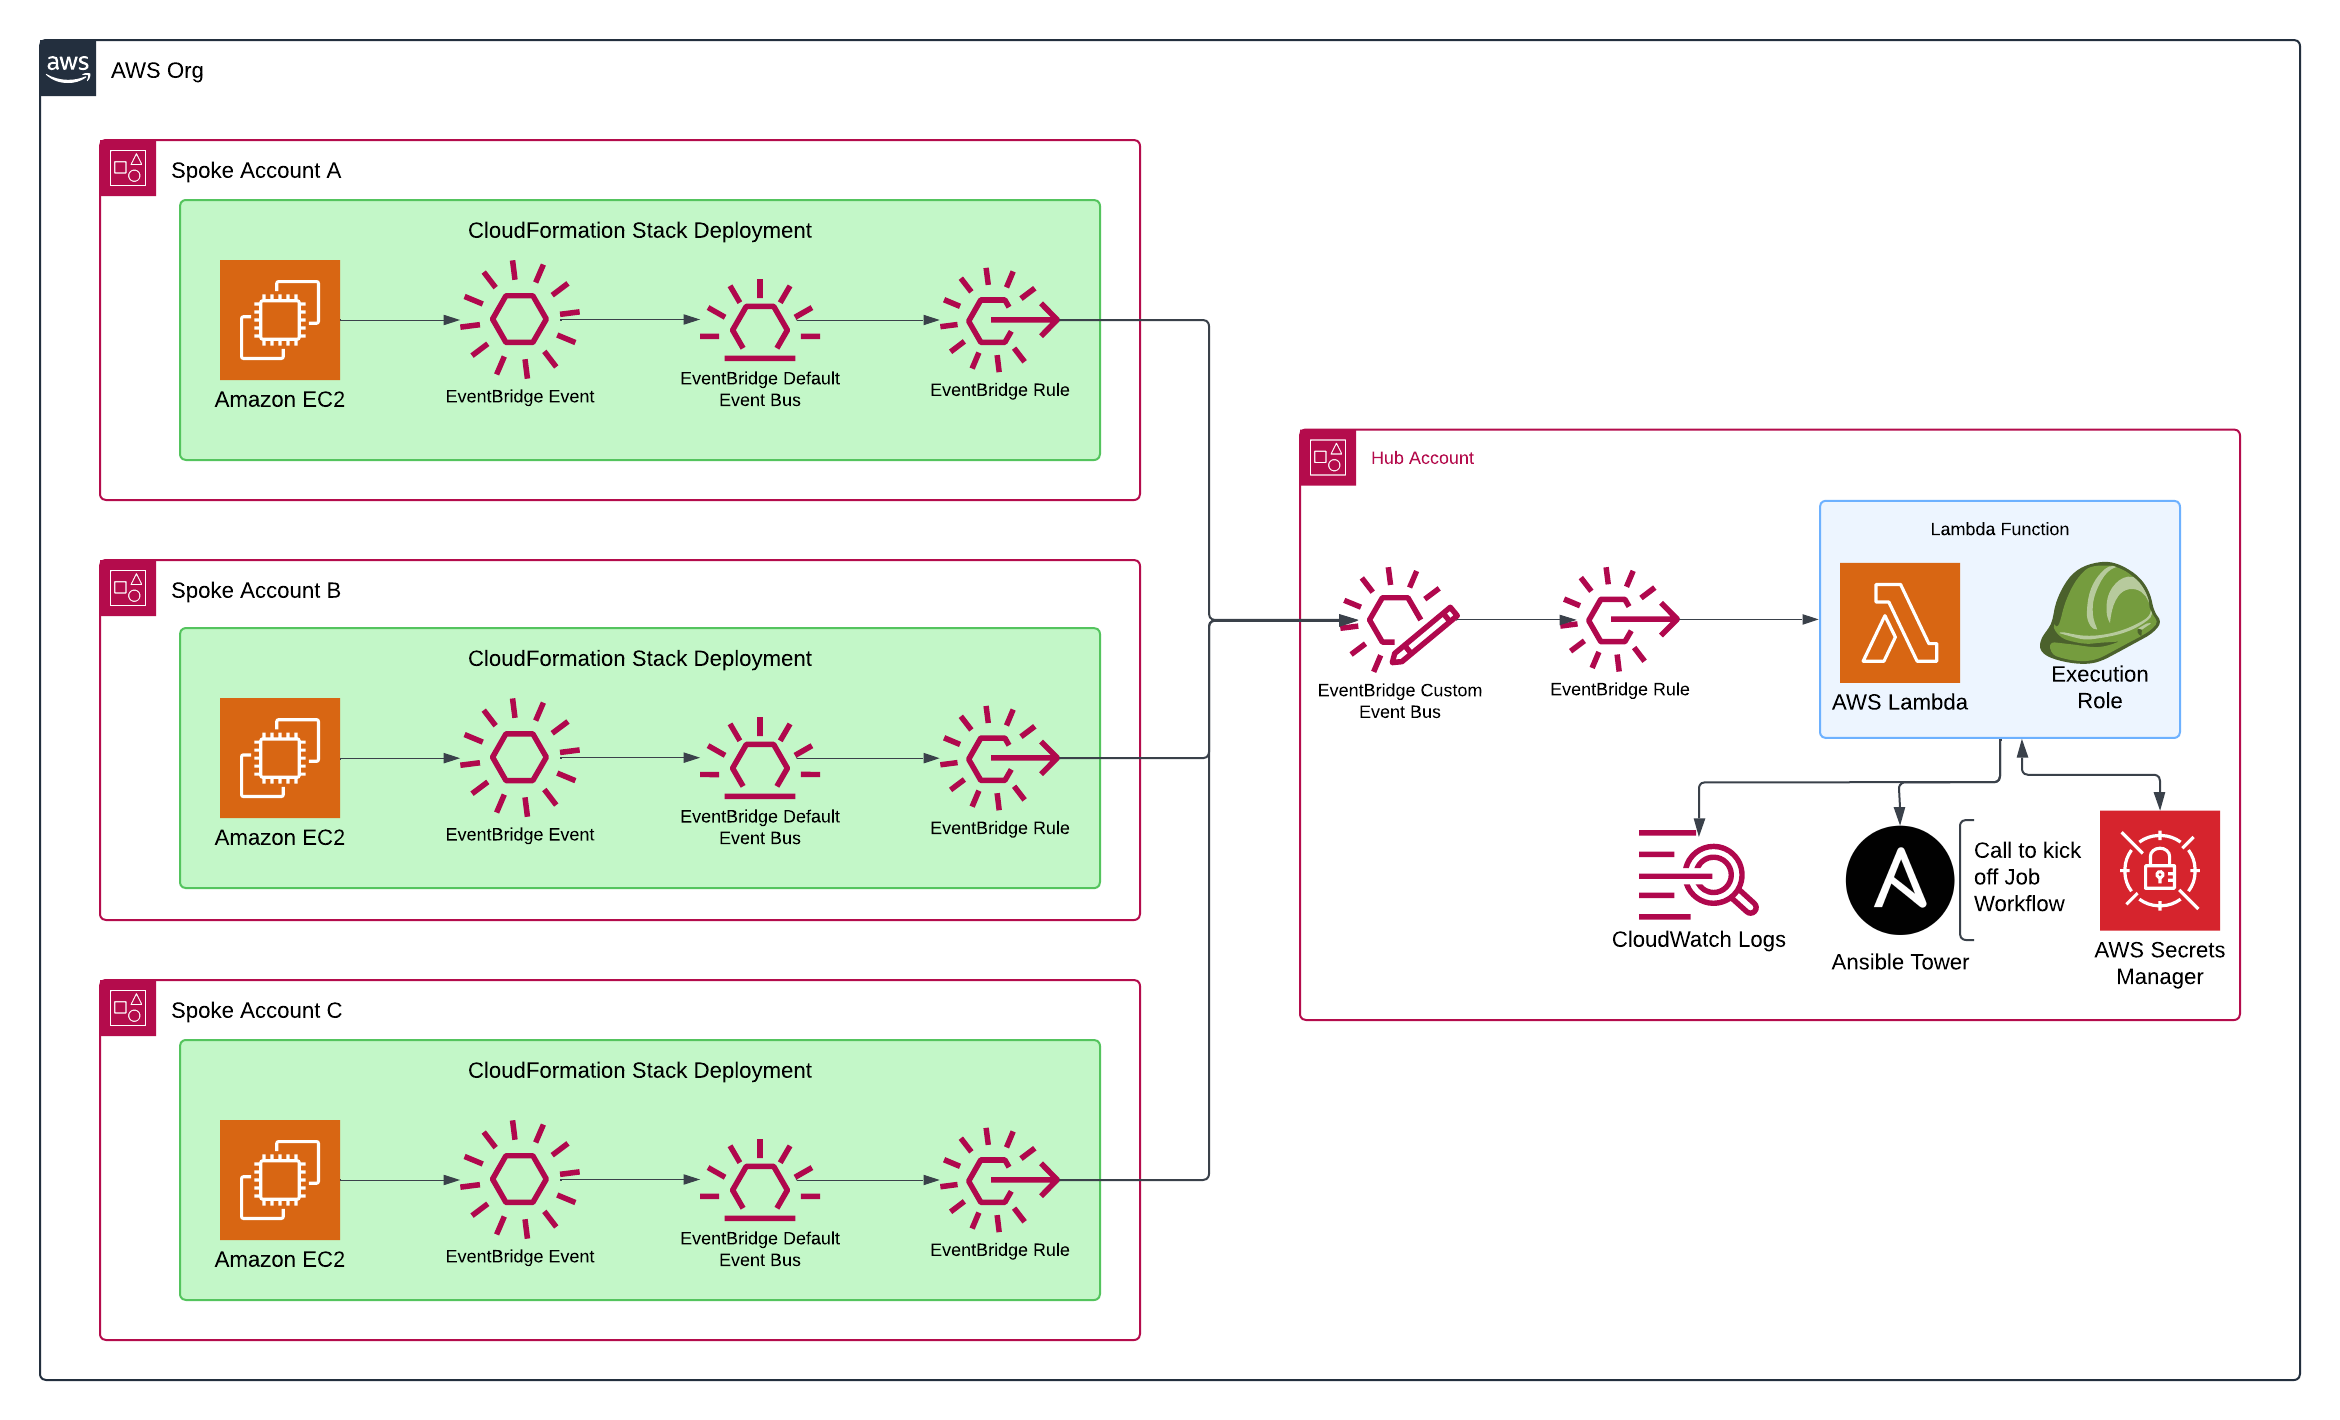 aws
AWS Org
Spoke Account A
CloudFormation Stack Deployment
Amazon EC2
EventBridge Event
EventBridge Default
Event Bus
EventBridge Rule
Spoke Account B
CloudFormation Stack Deployment
Amazon EC2
EventBridge Event
EventBridge Default
Event Bus
EventBridge Rule
Spoke Account C
CloudFormation Stack Deployment
Amazon EC2
EventBridge Event
EventBridge Default
Event Bus
EventBridge Rule
Hub Account
EventBridge Custom
Event Bus
EventBridge Rule
Lambda Function
AWS Lambda
Execution
Role
CloudWatch Logs
Ansible Tower
Call to kick
off Job
Workflow
AWS Secrets
Manager